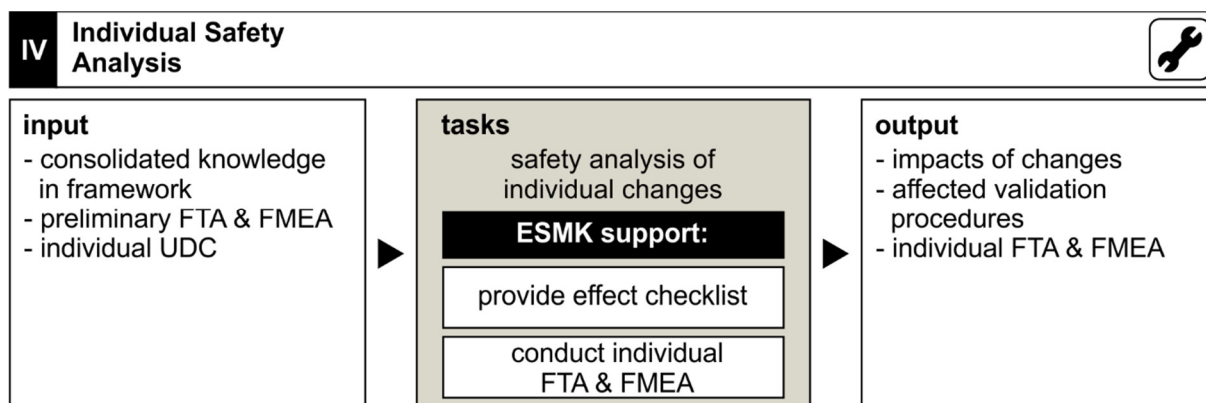 IV
Individual Safety
Analysis
input
- consolidated knowledge
in framework
- preliminary FTA & FMEA
- individual UDC
tasks
safety analysis of
individual changes
ESMK support:
provide effect checklist
conduct individual
FTA & FMEA
output
- impacts of changes
- affected validation
procedures
- individual FTA & FMEA